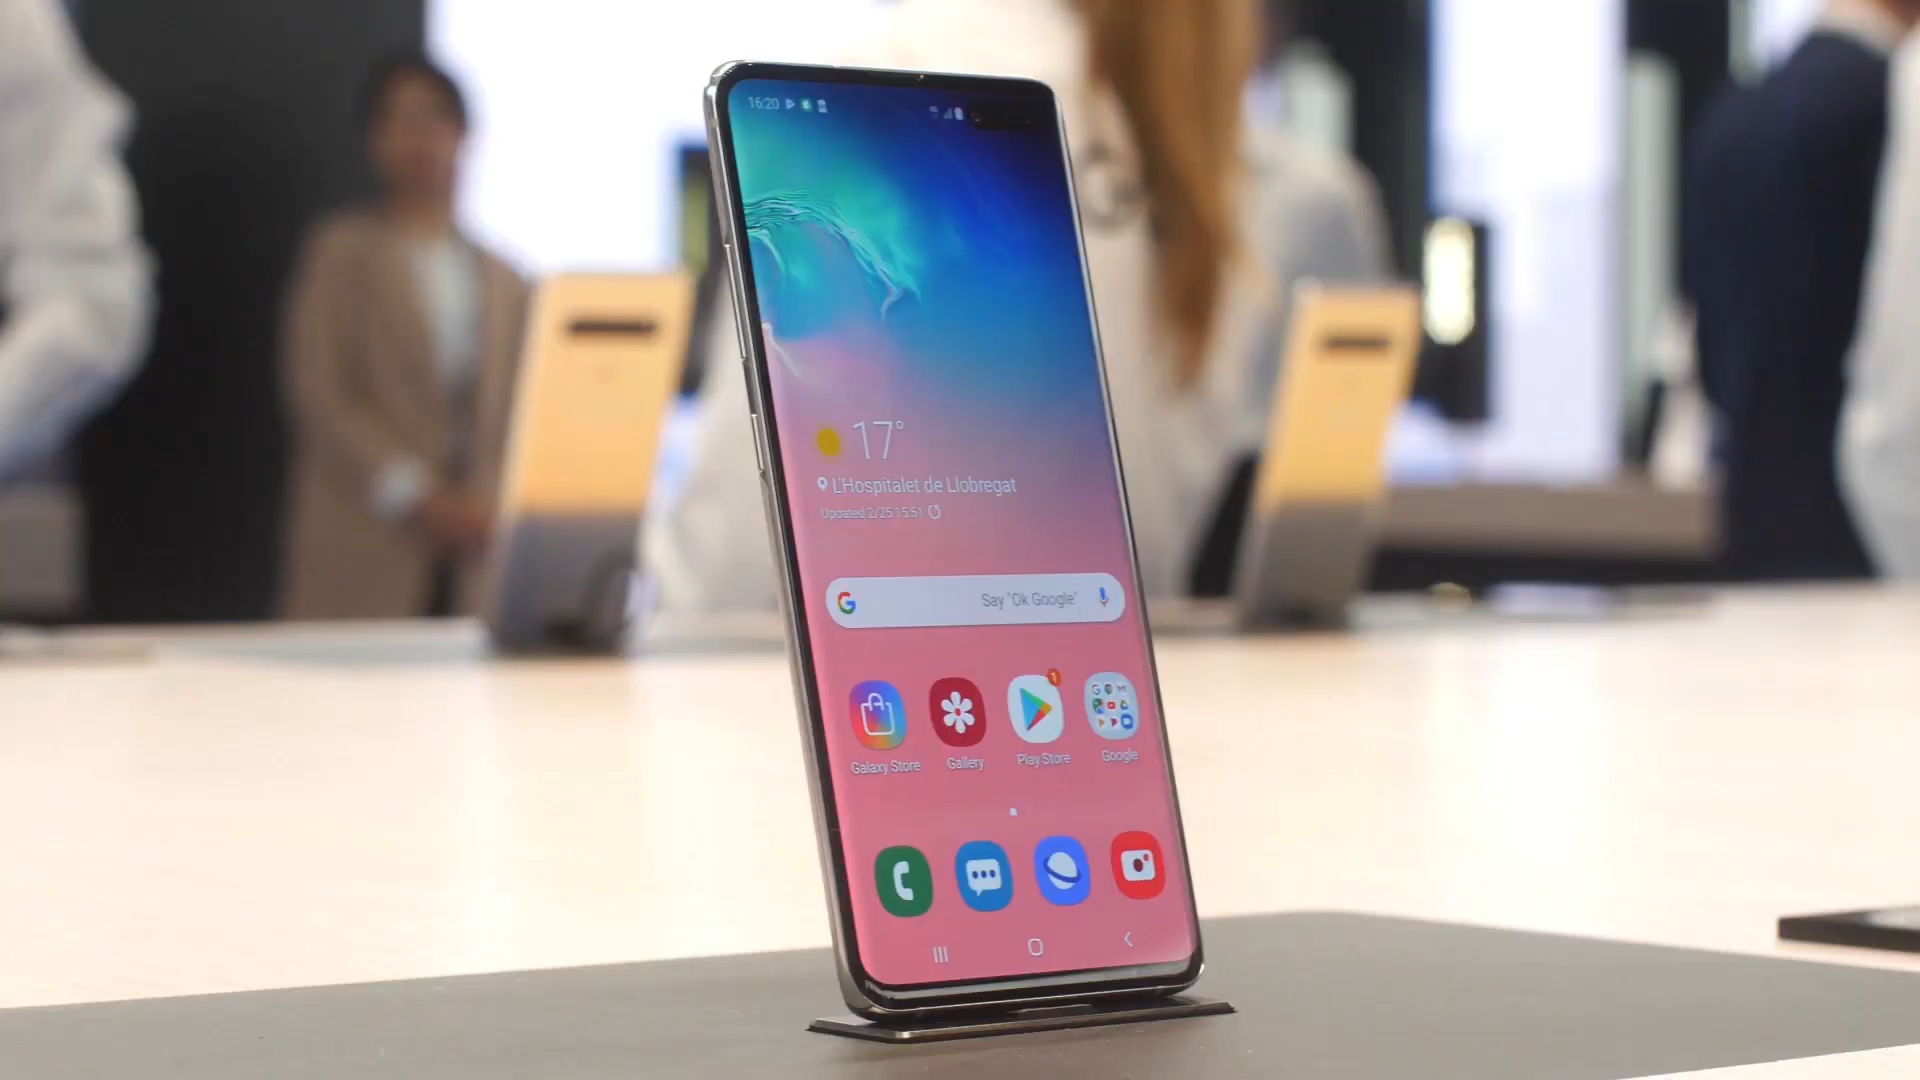 16:20
17°
L'Hospitalet de Llobregat
Updated 2/25 15:51
Say "Ok Google"
1
Galaxy Store Gallery Play Store Google